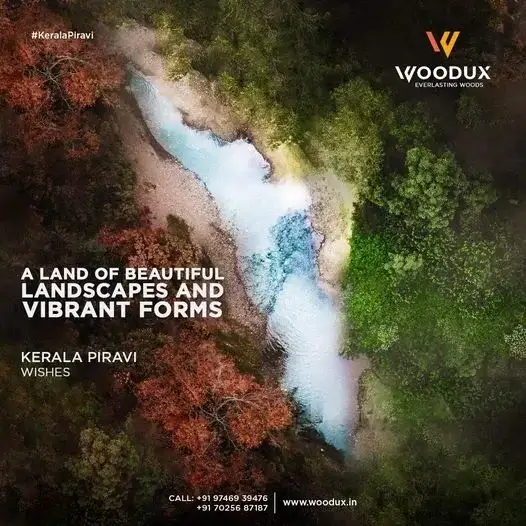 #KeralaPiravi
WOODUX
EVERLASTING WOODS
A LAND OF BEAUTIFUL
LANDSCAPES AND
VIBRANT FORMS
KERALA PIRAVI
WISHES
CALL: +91 97469 39476
+91 70256 87187
www.woodux.in